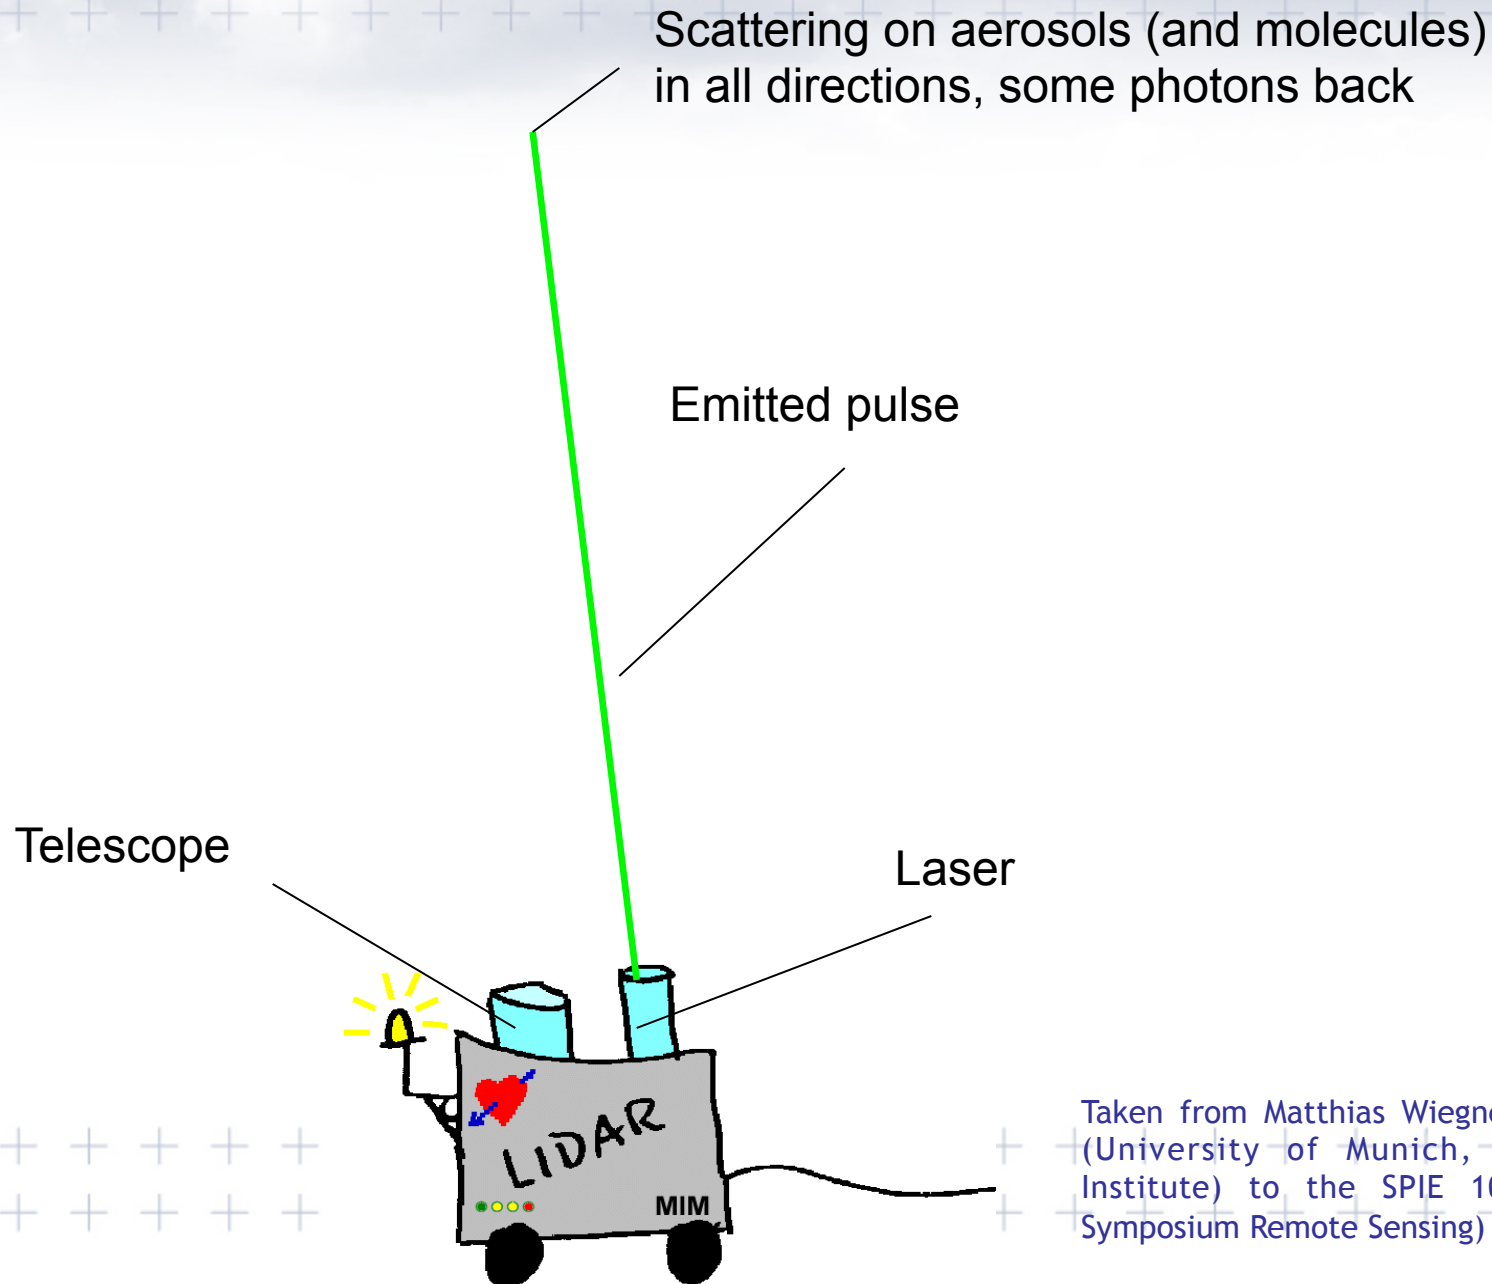 Scattering on aerosols (and molecules)
in all directions, some photons back
Emitted pulse
Telescope
Laser
LIDAR
MIM
Taken from Matthias
(University of Munich,
Institute) to the SPIE
Symposium Remote Sensing)